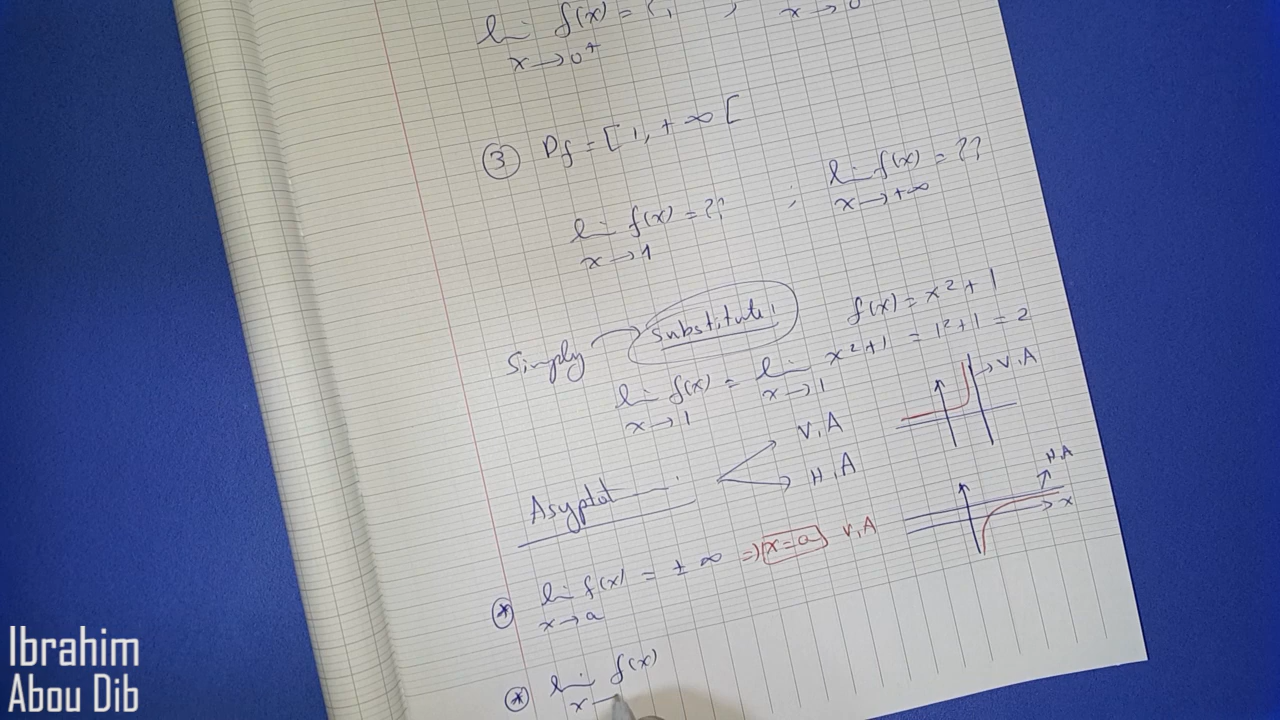 lim f(x) = ?, ; x → 0
x → 0⁺
③ Df = [1, +∞[
lim f(x) = ?? ; lim f(x) = ??
x → 1 x → +∞
Simply → Substitute! f(x) = x² + 1
lim f(x) = lim x² + 1 = 1² + 1 = 2
x → 1 x → 1
→ V.A
Asyptot V.A
H.A
H.A
x
⊛ lim f(x) = ± ∞ ⇒ x = a V.A
x → a
⊛ lim f(x)
x →
Ibrahim
Abou Dib